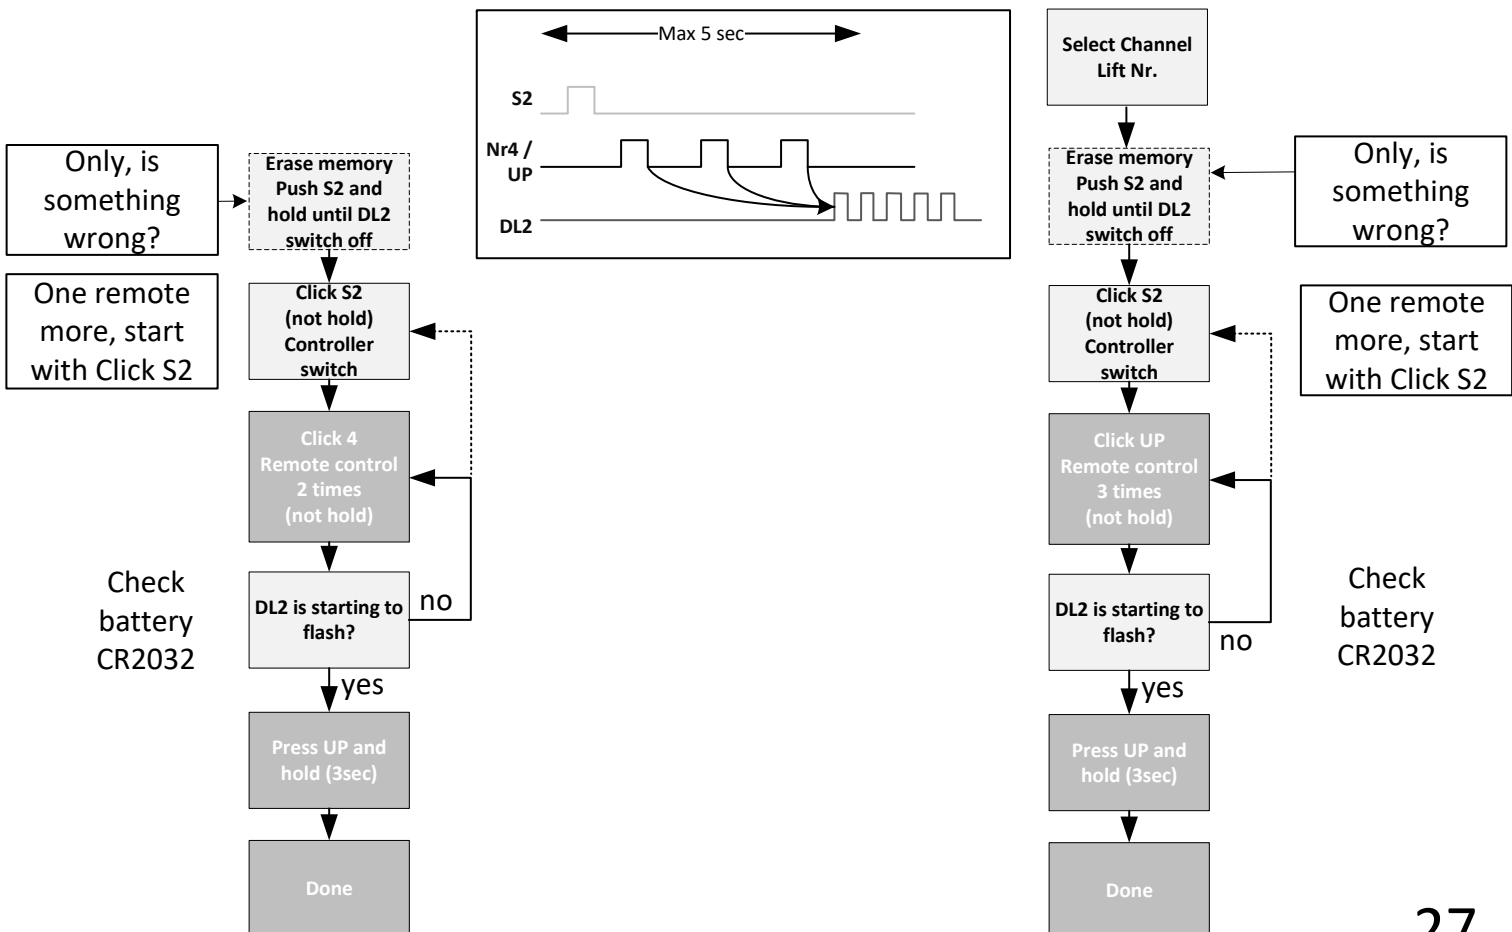 Only, is
something
wrong?
One remote
more, start
with Click S2
Check
battery
CR2032
Erase memory
Push S2 and
hold until DL2
switch off
Click S2
(not hold)
Controller
switch
Click 4
Remote control
2 times
(not hold)
DL2 is starting to
flash?
no
yes
Press UP and
hold (3sec)
Done
Max 5 sec
S2
Nr4 /
UP
DL2
Select Channel
Lift Nr.
Erase memory
Push S2 and
hold until DL2
switch off
Click S2
(not hold)
Controller
switch
Click UP
Remote control
3 times
(not hold)
DL2 is starting to
flash?
no
yes
Press UP and
hold (3sec)
Done
Only, is
something
wrong?
One remote
more, start
with Click S2
Check
battery
CR2032
27